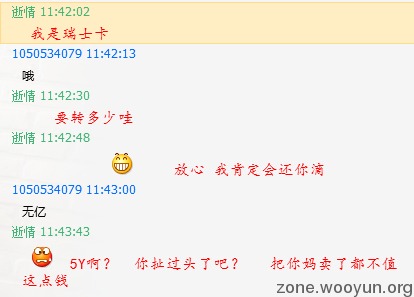 逝情 11:42:02
我是瑞士卡
1050534079 11:42:13
哦
逝情 11:42:30
要转多少哇
逝情 11:42:48
放心 我肯定会还你滴
1050534079 11:43:00
无亿
逝情 11:43:43
5Y啊？ 你扯过头了吧？ 把你妈卖了都不值
这点钱
zone.wooyun.org